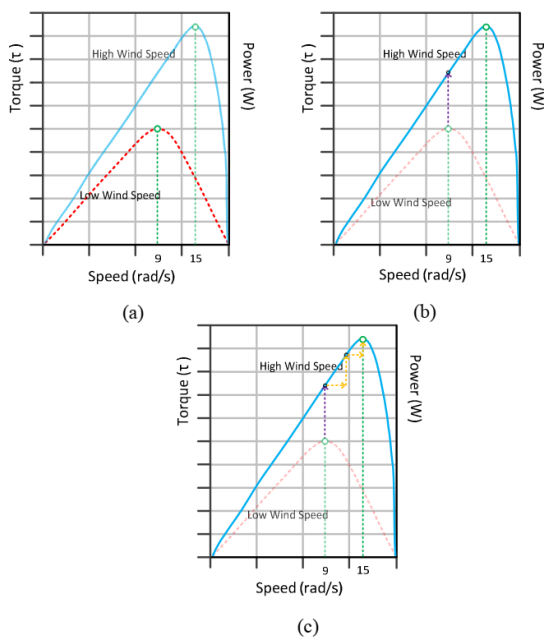 Torque (τ )
High Wind Speed
Low Wind Speed
Power (W)
9 15
Speed (rad/s)
(a)
Torque (τ )
High Wind Speed
Low Wind Speed
Power (W)
9 15
Speed (rad/s)
(b)
Torque (τ )
High Wind Speed
Low Wind Speed
Power (W)
9 15
Speed (rad/s)
(c)